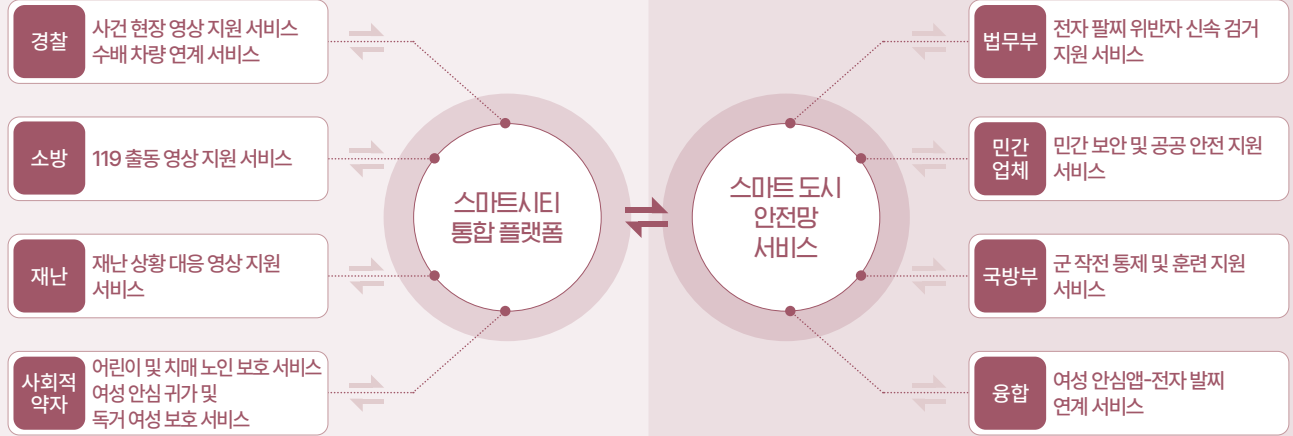 경찰
사건 현장 영상 지원 서비스
수배 차량 연계 서비스
소방
119 출동 영상 지원 서비스
재난
재난 상황 대응 영상 지원
서비스
사회적
약자
어린이 및 치매 노인 보호 서비스
여성 안심 귀가 및
독거 여성 보호 서비스
스마트시티
통합 플랫폼
스마트 도시
안전망
서비스
법무부
전자 팔찌 위반자 신속 검거
지원 서비스
민간
업체
민간 보안 및 공공 안전 지원
서비스
국방부
군 작전 통제 및 훈련 지원
서비스
융합
여성 안심앱-전자 발찌
연계 서비스